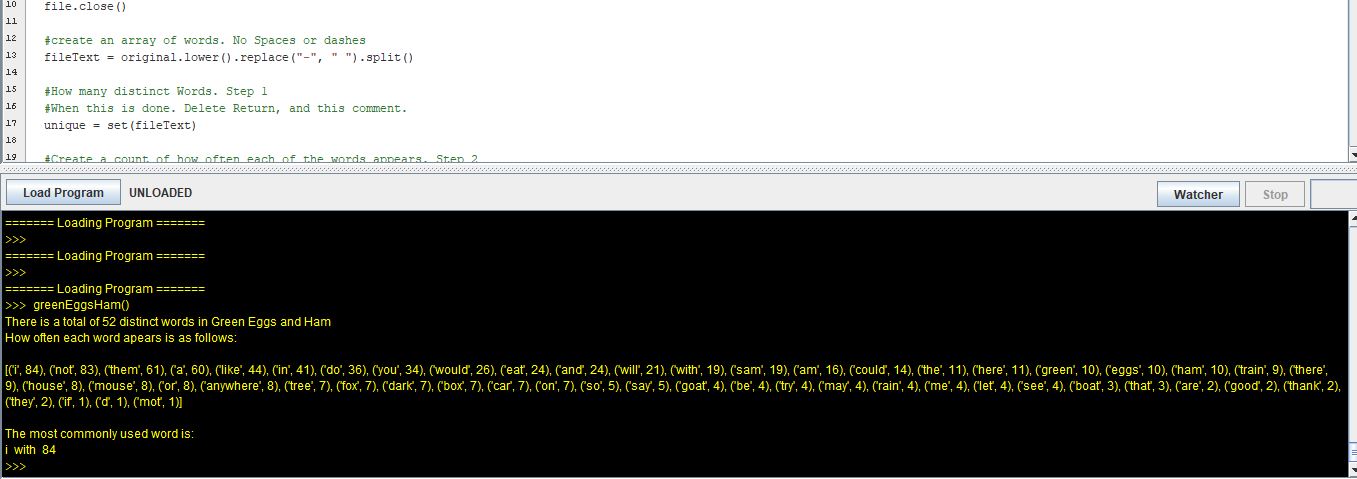 10 file.close()
11
12 #create an array of words. No Spaces or dashes
13 fileText = original.lower().replace("-", " ").split()
14
15 #How many distinct Words. Step 1
16 #When this is done. Delete Return, and this comment.
17 unique = set(fileText)
18
19 #Create a count of how often each of the words appears. Step 2
Load Program UNLOADED Watcher Stop
======= Loading Program =======
>>>
======= Loading Program =======
>>>
======= Loading Program =======
>>> greenEggsHam()
There is a total of 52 distinct words in Green Eggs and Ham
How often each word apears is as follows:
[('i', 84), ('not', 83), ('them', 61), ('a', 60), ('like', 44), ('in', 41), ('do', 36), ('you', 34), ('would', 26), ('eat', 24), ('and', 24), ('will', 21), ('with', 19), ('sam', 19), ('am', 16), ('could', 14), ('the', 11), ('here', 11), ('green', 10), ('eggs', 10), ('ham', 10), ('train', 9), ('there',
9), ('house', 8), ('mouse', 8), ('or', 8), ('anywhere', 8), ('tree', 7), ('fox', 7), ('dark', 7), ('box', 7), ('car', 7), ('on', 7), ('so', 5), ('say', 5), ('goat', 4), ('be', 4), ('try', 4), ('may', 4), ('rain', 4), ('me', 4), ('let', 4), ('see', 4), ('boat', 3), ('that', 3), ('are', 2), ('good', 2), ('thank', 2),
('they', 2), ('if', 1), ('d', 1), ('mot', 1)]
The most commonly used word is:
i with 84
>>>